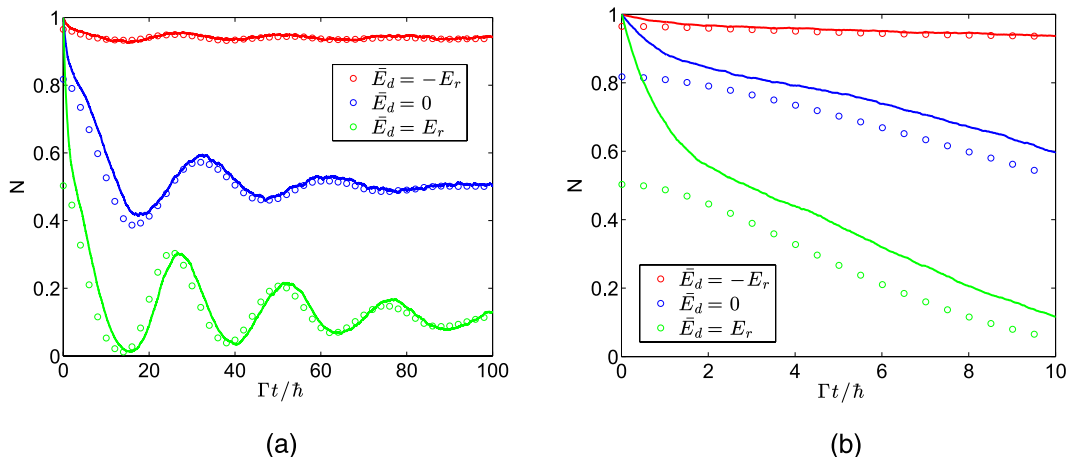 1
0.8
0.6
0.4
0.2
0
N
0 20 40 60 80 100
Γt/ħ
Ē_d = −E_r
Ē_d = 0
Ē_d = E_r
(a)
1
0.8
0.6
0.4
0.2
0
N
0 2 4 6 8 10
Γt/ħ
Ē_d = −E_r
Ē_d = 0
Ē_d = E_r
(b)